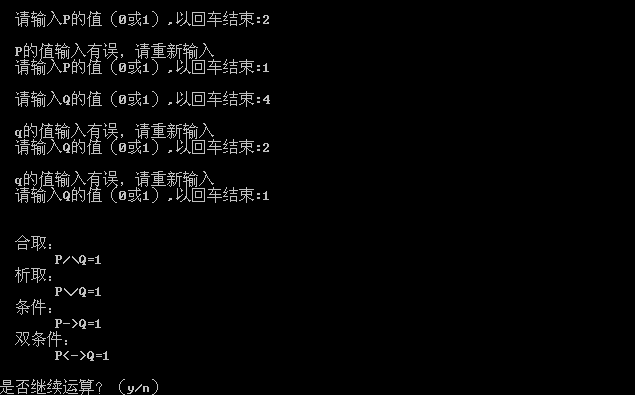 请输入P的值（0或1）,以回车结束:2
P的值输入有误，请重新输入
请输入P的值（0或1）,以回车结束:1
请输入Q的值（0或1）,以回车结束:4
q的值输入有误，请重新输入
请输入Q的值（0或1）,以回车结束:2
q的值输入有误，请重新输入
请输入Q的值（0或1）,以回车结束:1
合取：
P/\Q=1
析取：
P\/Q=1
条件：
P->Q=1
双条件：
P<->Q=1
是否继续运算？（y/n）